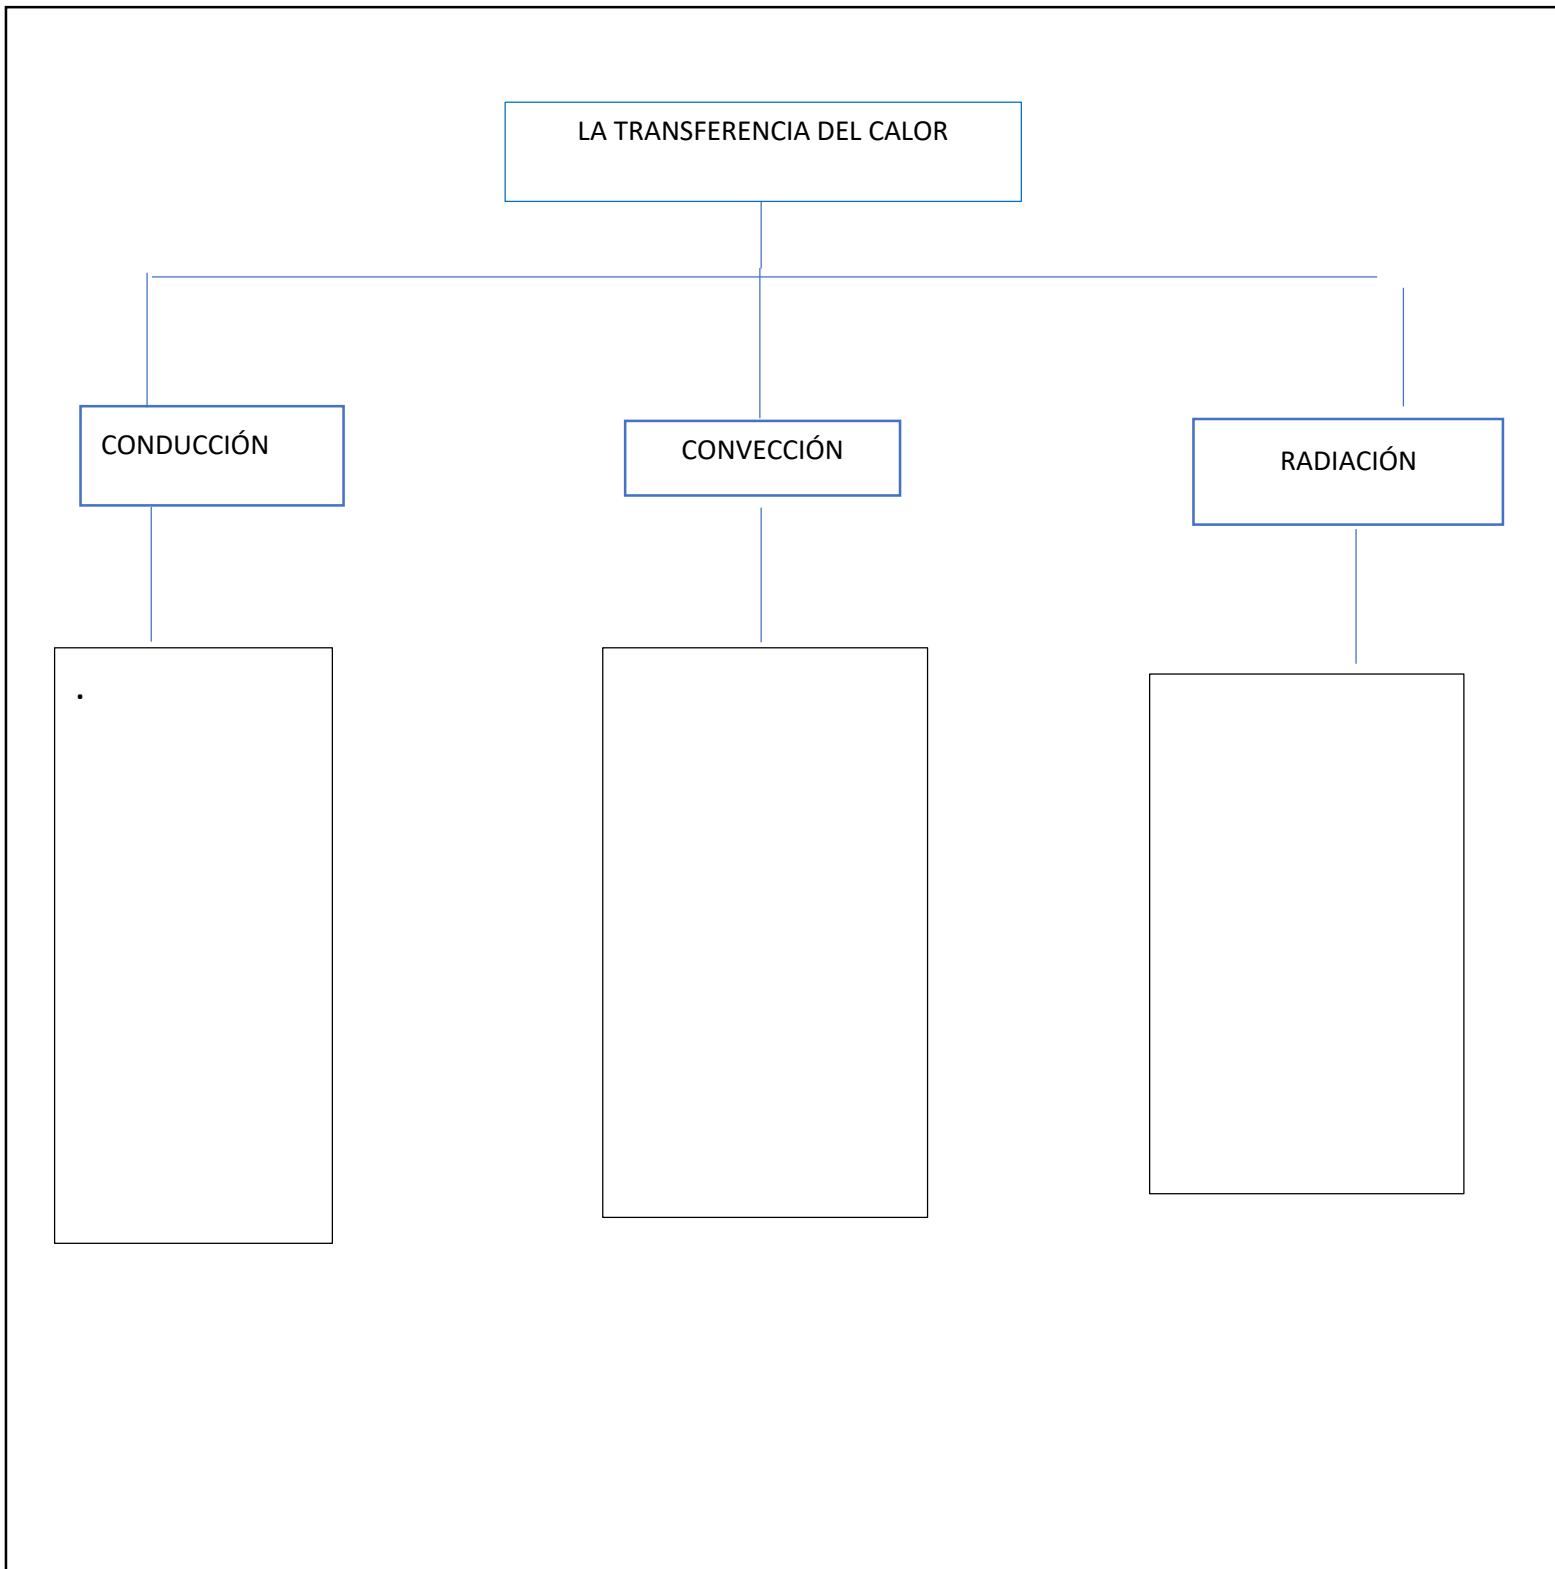 LA TRANSFERENCIA DEL CALOR
CONDUCCIÓN
CONVECCIÓN
RADIACIÓN
.